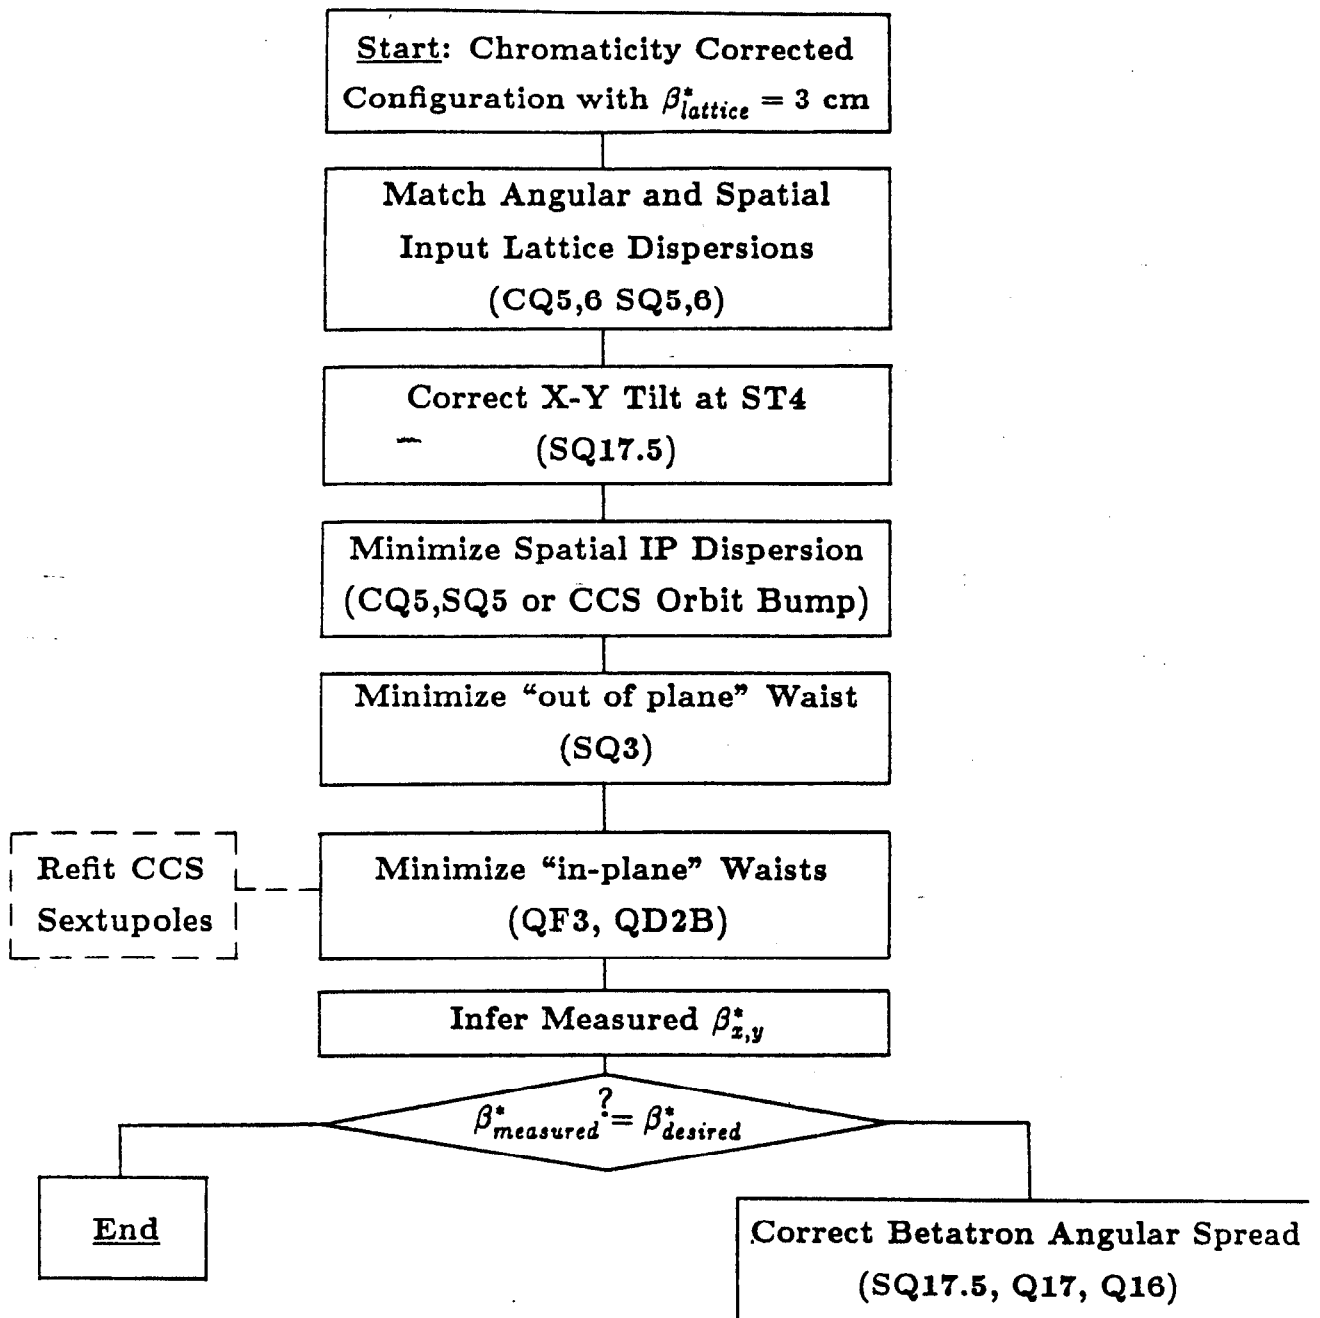 Start: Chromaticity Corrected
Configuration with β*lattice = 3 cm
Match Angular and Spatial
Input Lattice Dispersions
(CQ5,6 SQ5,6)
Correct X-Y Tilt at ST4
(SQ17.5)
Minimize Spatial IP Dispersion
(CQ5,SQ5 or CCS Orbit Bump)
Minimize “out of plane” Waist
(SQ3)
Refit CCS
Sextupoles
Minimize “in-plane” Waists
(QF3, QD2B)
Infer Measured β*x,y
β*measured ?= β*desired
End
Correct Betatron Angular Spread
(SQ17.5, Q17, Q16)